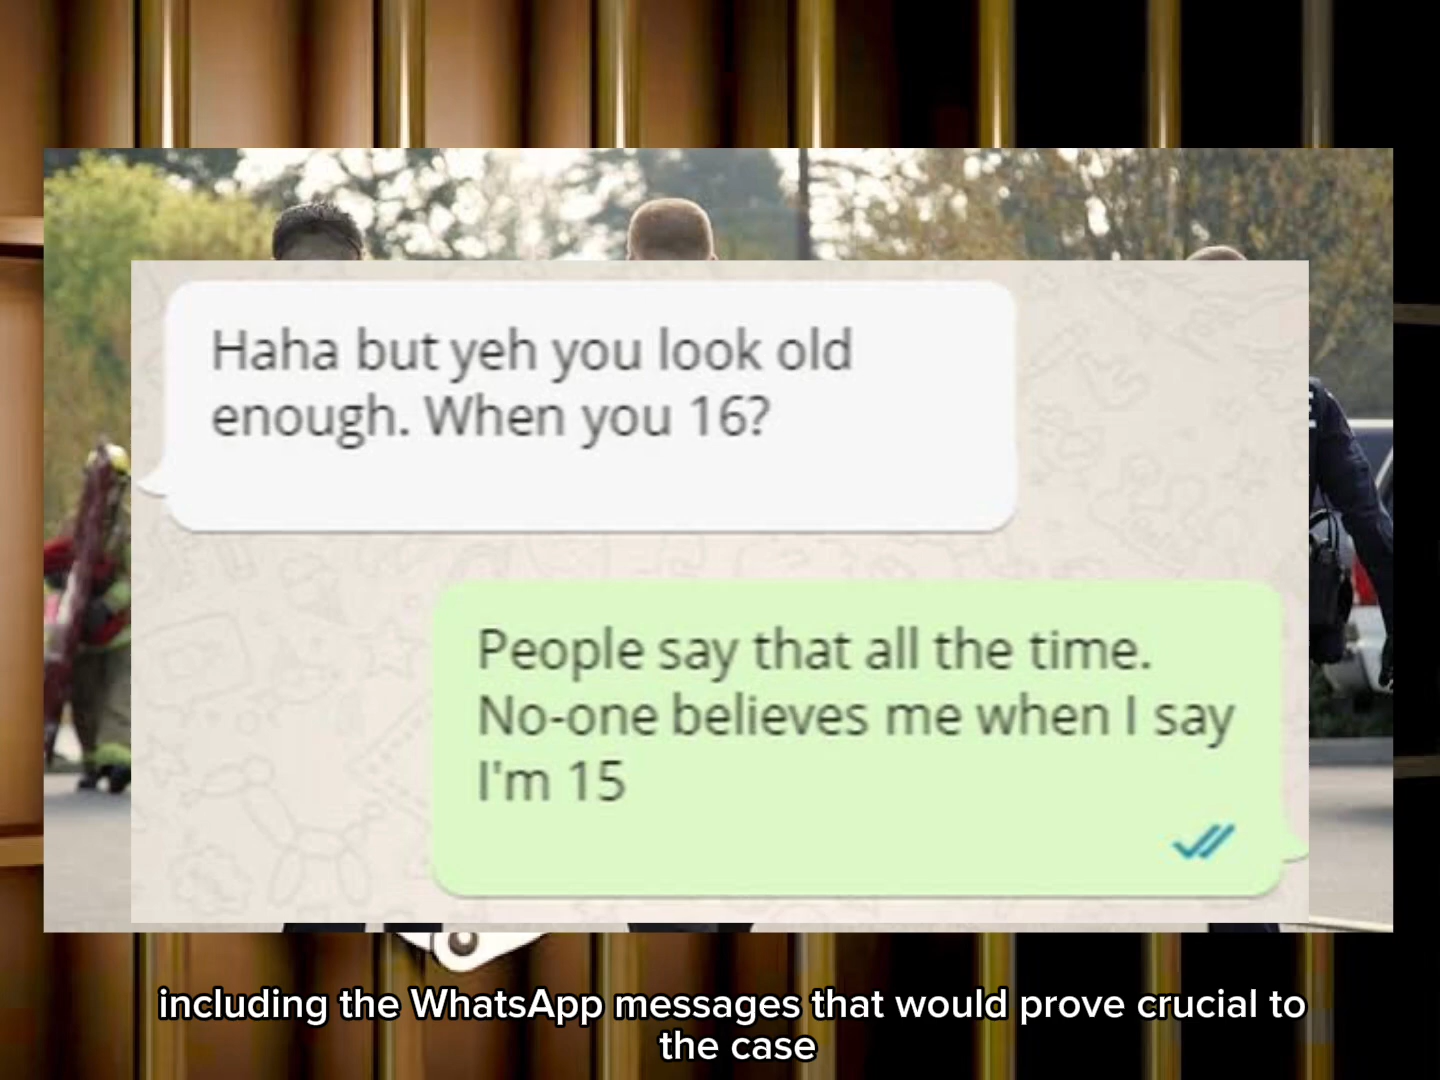 Haha but yeh you look old
enough. When you 16?
People say that all the time.
No-one believes me when I say
I'm 15
including the WhatsApp messages that would prove crucial to
the case